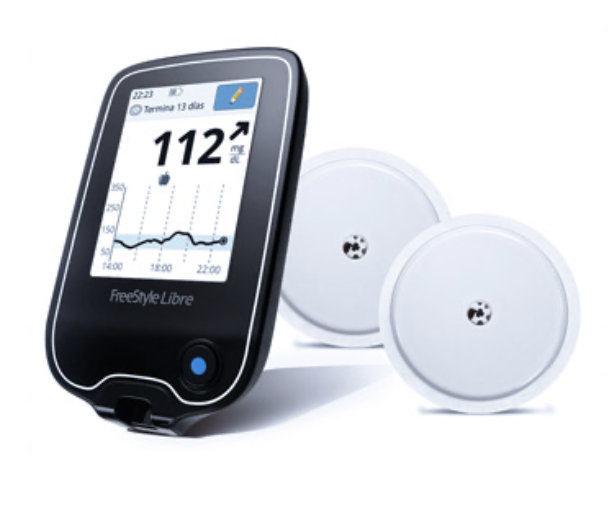 22:23
Termina 13 días
112
mg
dL
350
250
150
50
14:00 18:00 22:00
FreeStyle Libre